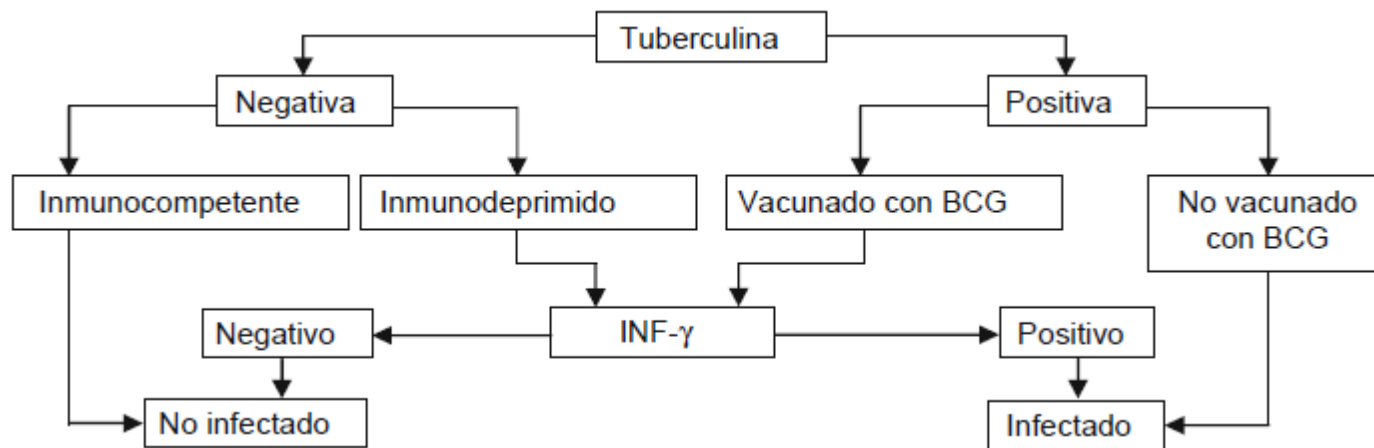 Tuberculina
Negativa
Positiva
Inmunocompetente
Inmunodeprimido
Vacunado con BCG
No vacunado
con BCG
Negativo
INF-γ
Positivo
No infectado
Infectado